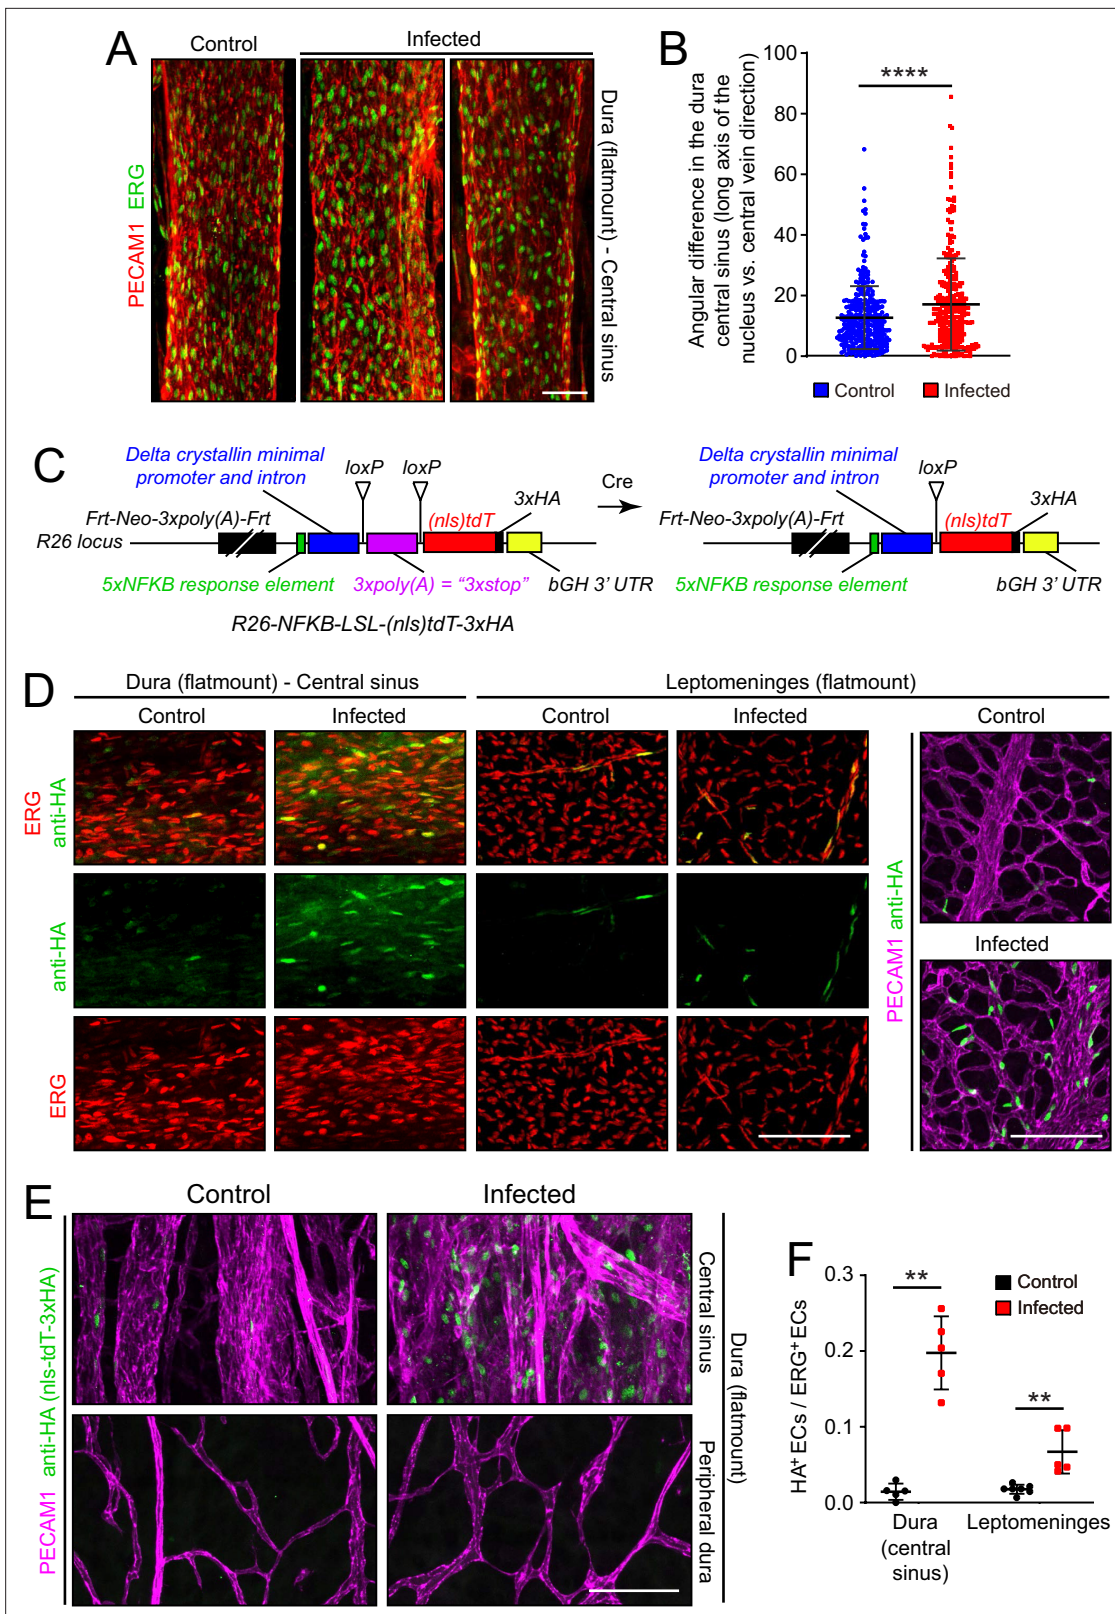 A
Control
Infected
PECAM1 ERG
Dura (flatmount) - Central sinus
B
Angular difference in the dura
central sinus (long axis of the
nucleus vs. central vein direction)
100
80
60
40
20
0
****
Control
Infected
C
Delta crystallin minimal
promoter and intron
loxP
loxP
3xHA
(nls)tdT
Frt-Neo-3xpoly(A)-Frt
R26 locus
5xNFKB response element
3xpoly(A) = “3xstop”
bGH 3’ UTR
R26-NFKB-LSL-(nls)tdT-3xHA
Cre
Delta crystallin minimal
promoter and intron
loxP
3xHA
(nls)tdT
Frt-Neo-3xpoly(A)-Frt
5xNFKB response element
bGH 3’ UTR
D
Dura (flatmount) - Central sinus
Leptomeninges (flatmount)
Control
Infected
Control
Infected
Control
ERG
anti-HA
anti-HA
ERG
PECAM1 anti-HA
Infected
E
Control
Infected
PECAM1 anti-HA (nls-tdT-3xHA)
Central sinus
Peripheral dura
Dura (flatmount)
F
HA+ ECs / ERG+ ECs
0.3
0.2
0.1
0.0
**
**
Control
Infected
Dura
(central
sinus)
Leptomeninges